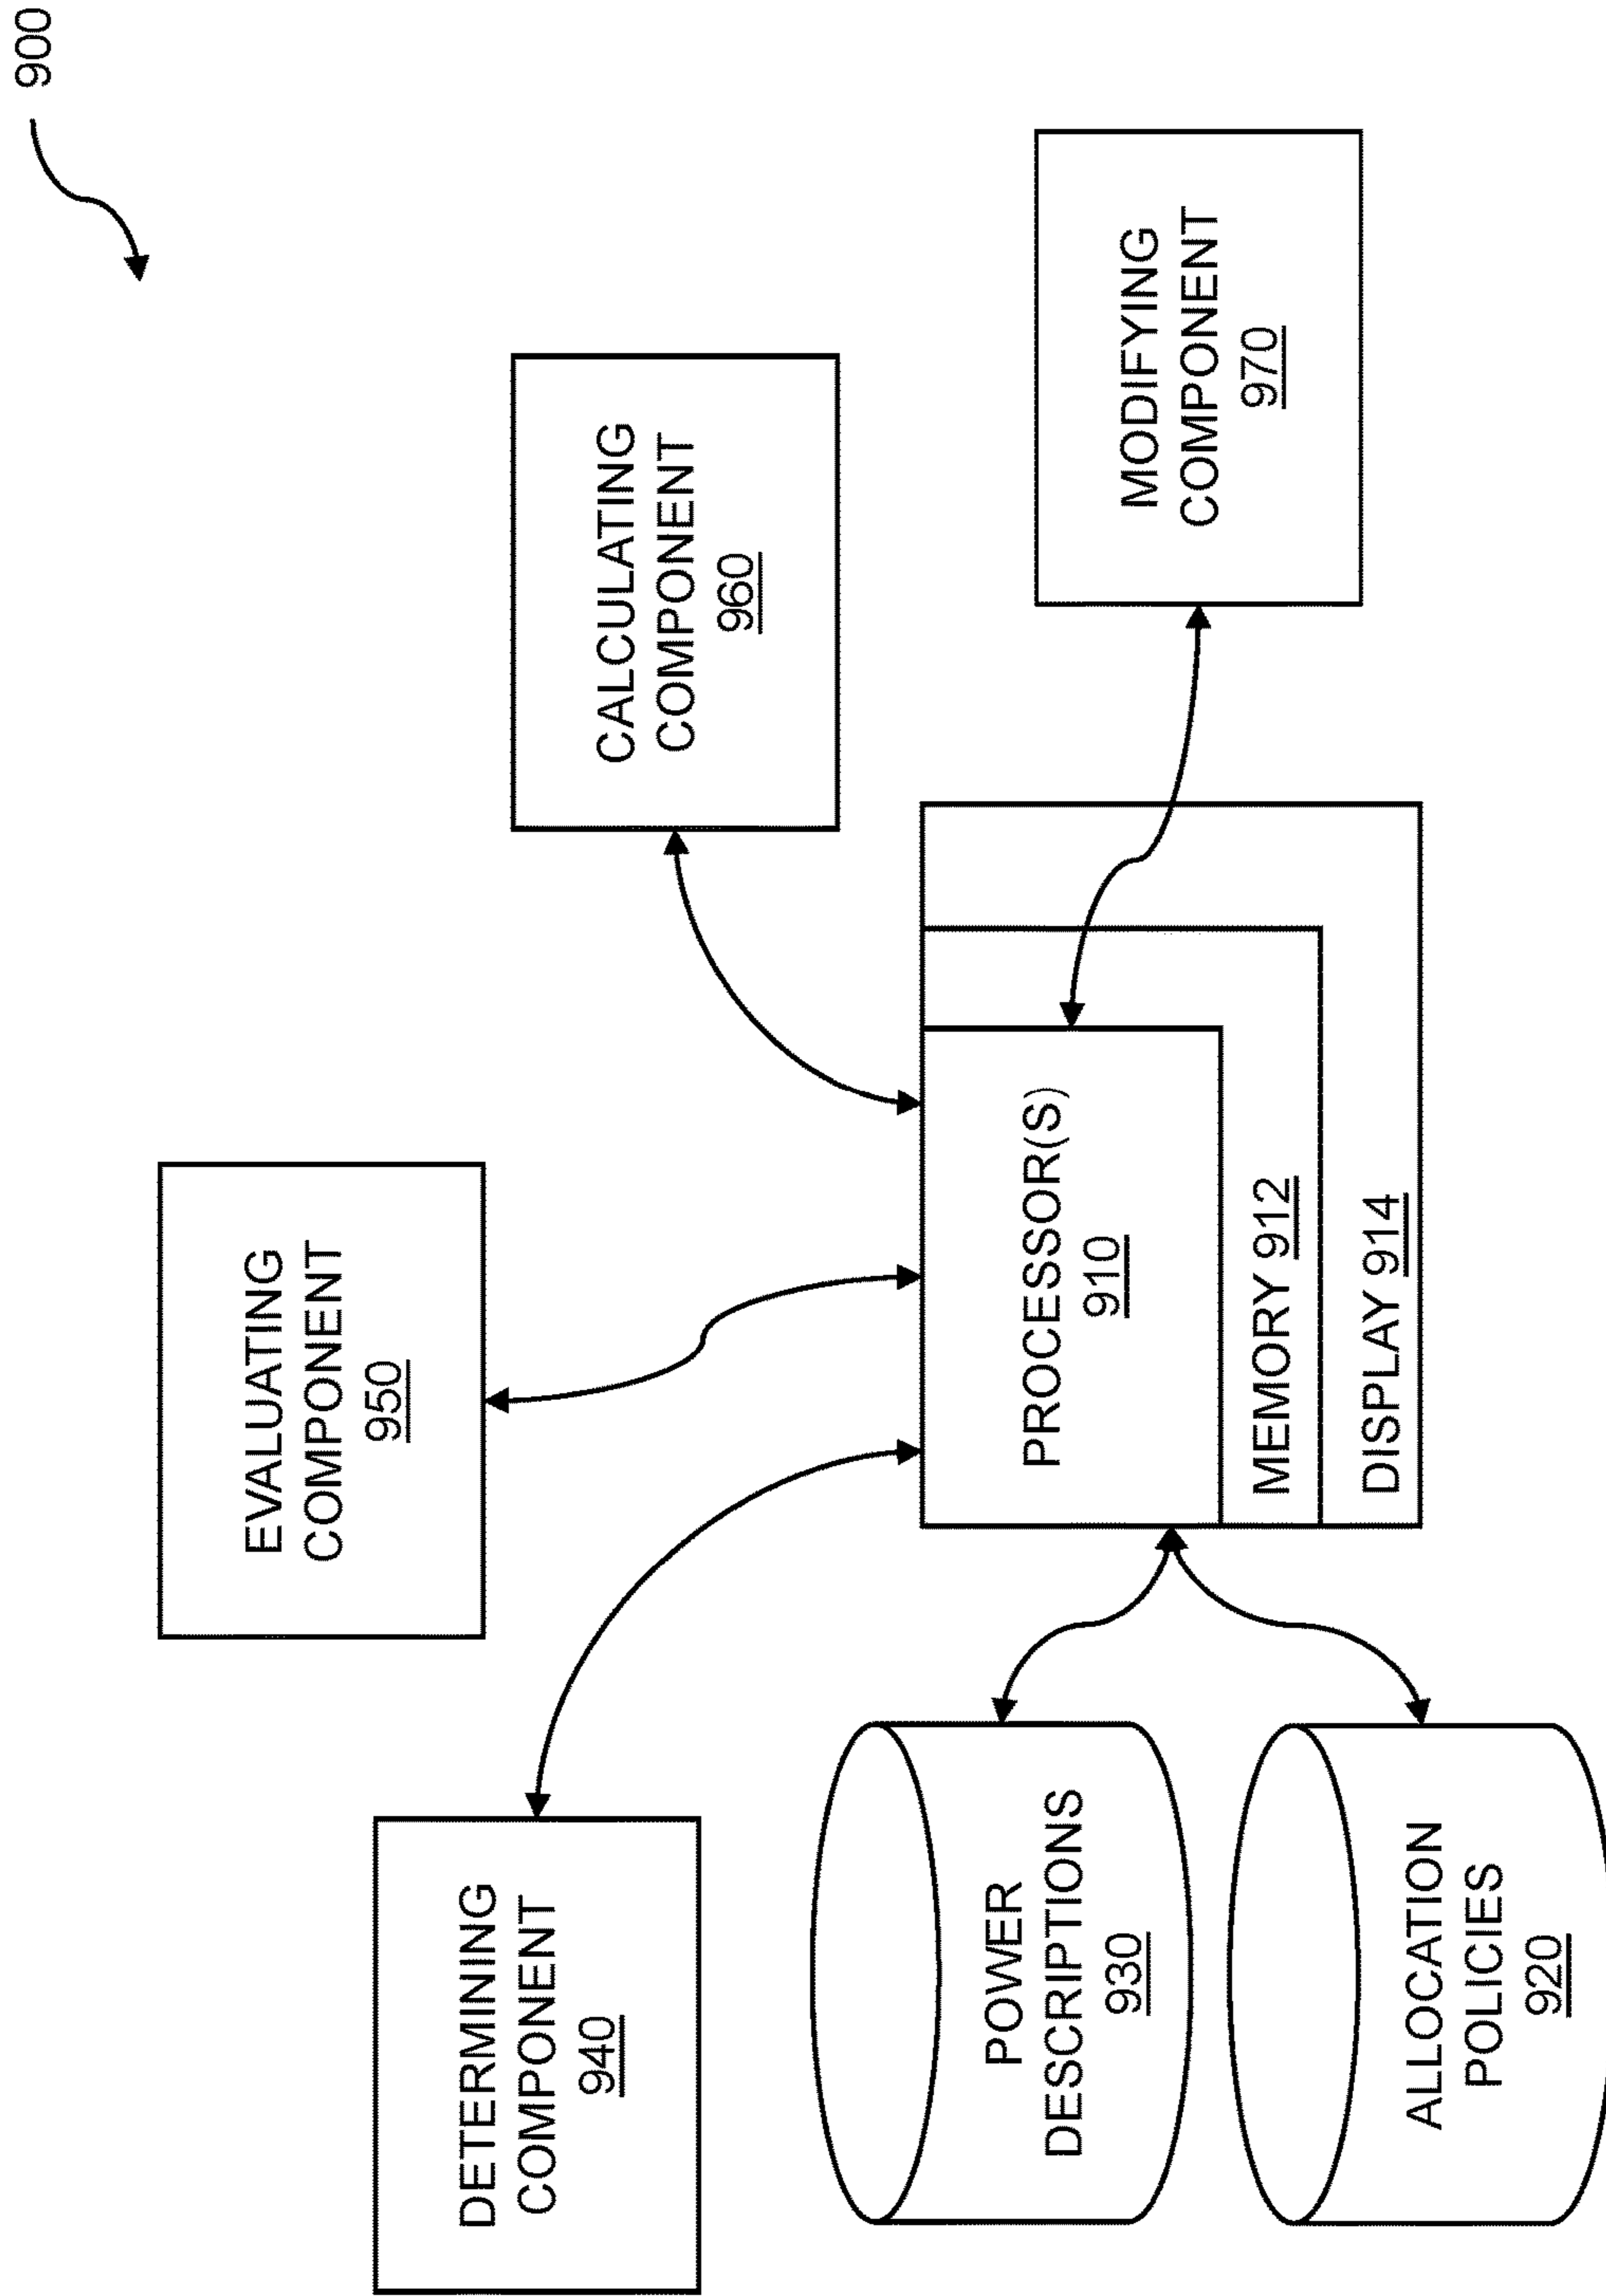 900
DETERMINING
COMPONENT
940
EVALUATING
COMPONENT
950
CALCULATING
COMPONENT
960
MODIFYING
COMPONENT
970
POWER
DESCRIPTIONS
930
ALLOCATION
POLICIES
920
PROCESSOR(S)
910
MEMORY 912
DISPLAY 914